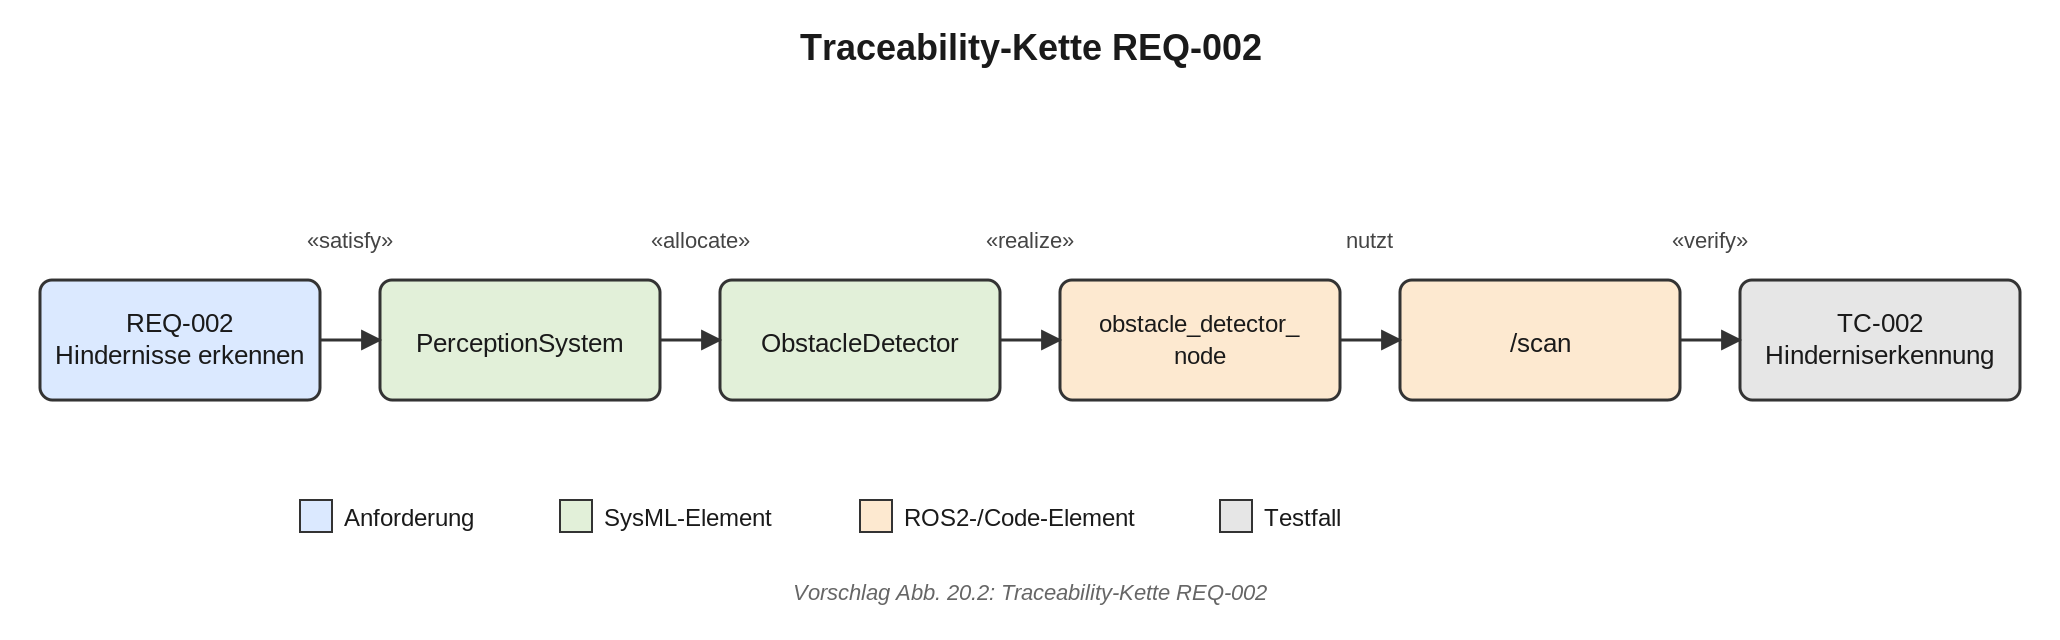 Traceability-Kette REQ-002
«satisfy»
«allocate»
«realize»
nutzt
«verify»
REQ-002
Hindernisse erkennen
PerceptionSystem
ObstacleDetector
obstacle_detector_
node
/scan
TC-002
Hinderniserkennung
Anforderung
SysML-Element
ROS2-/Code-Element
Testfall
Vorschlag Abb. 20.2: Traceability-Kette REQ-002